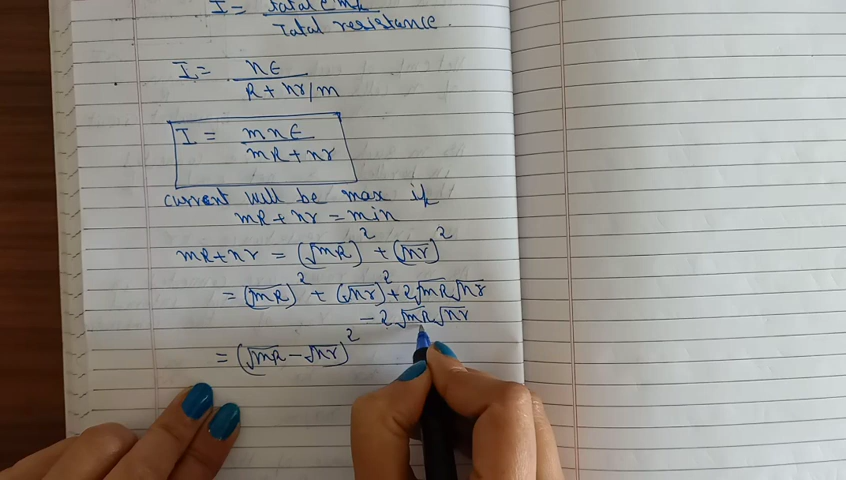 I = Total emf
Total resistance.
I = nϵ
R + nr/m
I = mnϵ
mR + nr
current will be max if
mR + nr = min
mR + nr = (√mR)² + (√nr)²
= (√mR)² + (√nr)² + 2√mR√nr
- 2√mR√nr
= (√mR - √nr)²